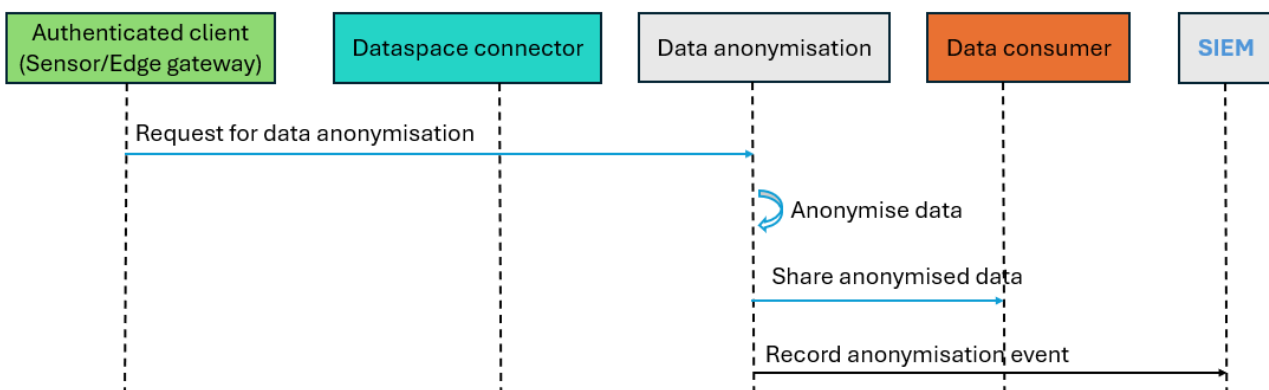 Authenticated client
(Sensor/Edge gateway)
Dataspace connector
Data anonymisation
Data consumer
SIEM
Request for data anonymisation
Anonymise data
Share anonymised data
Record anonymisation event